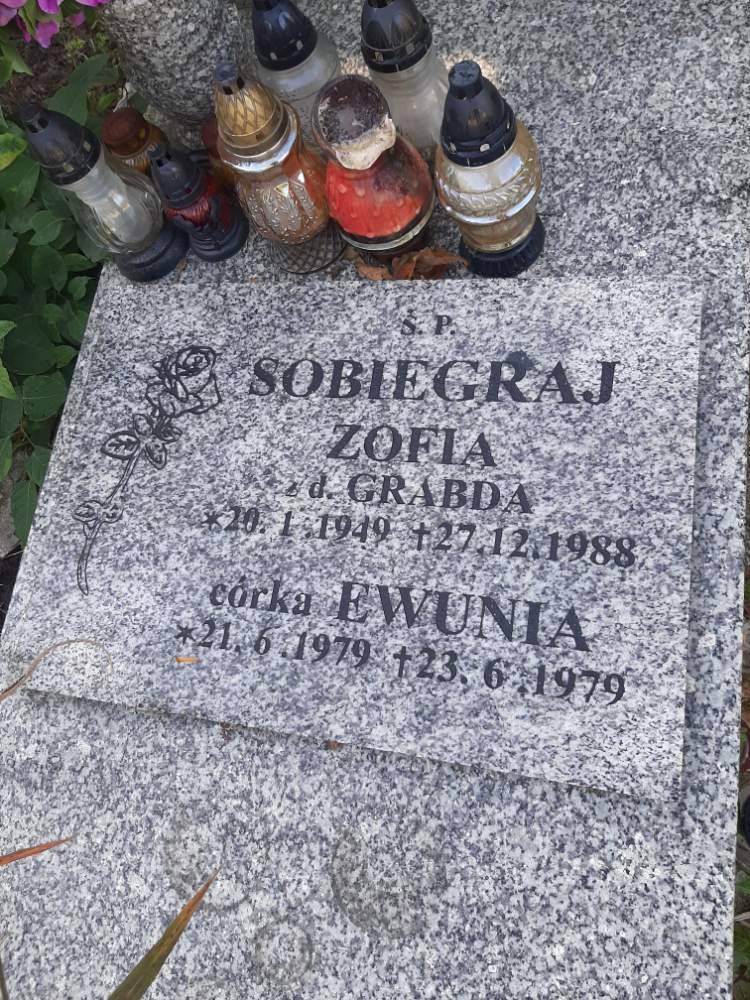 Ś. P.
SOBIEGRAJ
ZOFIA
z d. GRABDA
*20. 1 .1949 †27.12.1988
córka EWUNIA
*21. 6 .1979 †23. 6 .1979